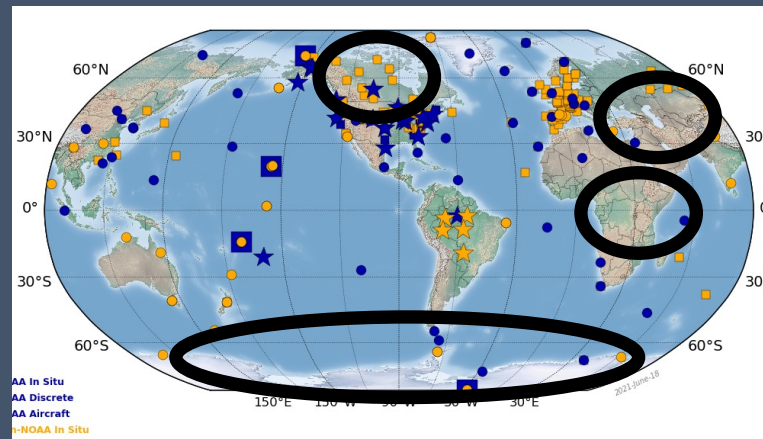 60°N 60°N
30°N 30
0° 0
30°S 30
60°S 60°S
2021-June-18
150°E 150°W 90°W 30°W 30°E
AA In Situ
AA Discrete
AA Aircraft
n-NOAA In Situ